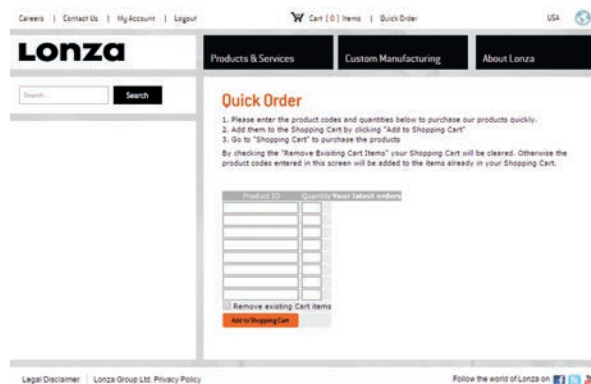 Careers | Contact Us | My Account | Logout
Cart [ 0 ] Items | Quick Order
USA
Lonza
Products & Services
Custom Manufacturing
About Lonza
Search...
Search
Quick Order
1. Please enter the product codes and quantities below to purchase our products quickly.
2. Add them to the Shopping Cart by clicking "Add to Shopping Cart"
3. Go to "Shopping Cart" to purchase the products
By checking the "Remove Exisiting Cart Items" your Shopping Cart will be cleared. Otherwise the
product codes entered in this screen will be added to the items already in your Shopping Cart.
Product ID Quantity Your latest orders
Remove existing Cart items
Add to Shopping Cart
Legal Disclaimer | Lonza Group Ltd. Privacy Policy
Follow the world of Lonza on